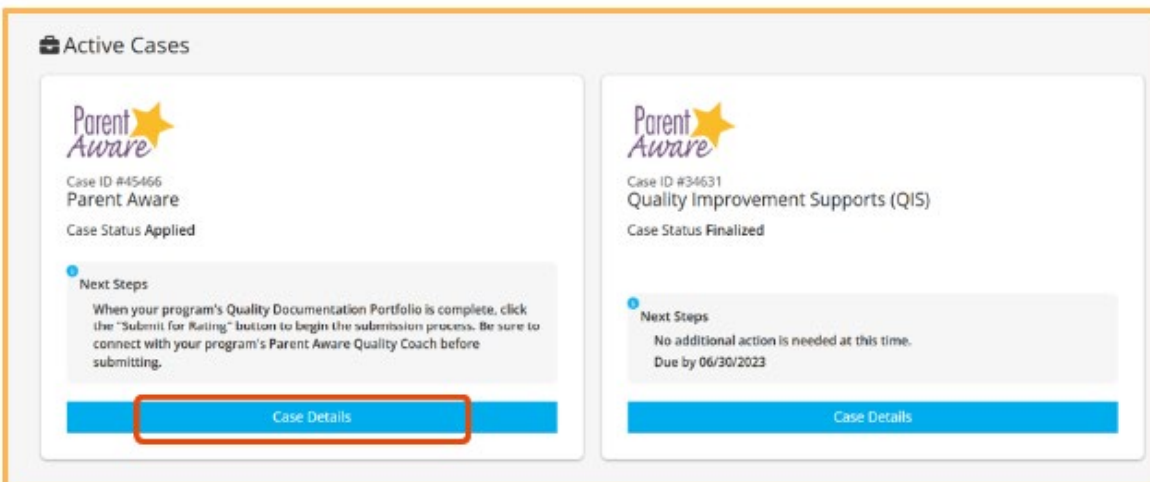 Active Cases
Parent
Aware
Case ID #45466
Parent Aware
Case Status Applied
Next Steps
When your program's Quality Documentation Portfolio is complete, click
the "Submit for Rating" button to begin the submission process. Be sure to
connect with your program's Parent Aware Quality Coach before
submitting.
Case Details
Parent
Aware
Case ID #34631
Quality Improvement Supports (QIS)
Case Status Finalized
Next Steps
No additional action is needed at this time.
Due by 06/30/2023
Case Details